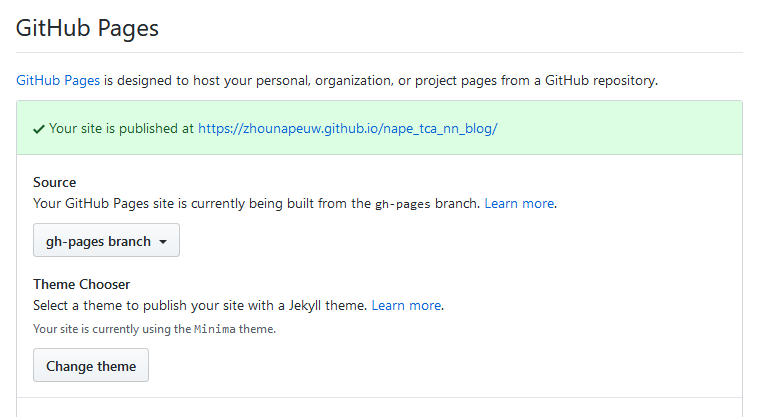 GitHub Pages
GitHub Pages is designed to host your personal, organization, or project pages from a GitHub repository.
✔ Your site is published at https://zhounapeuw.github.io/nape_tca_nn_blog/
Source
Your GitHub Pages site is currently being built from the gh-pages branch. Learn more.
gh-pages branch
Theme Chooser
Select a theme to publish your site with a Jekyll theme. Learn more.
Your site is currently using the Minima theme.
Change theme